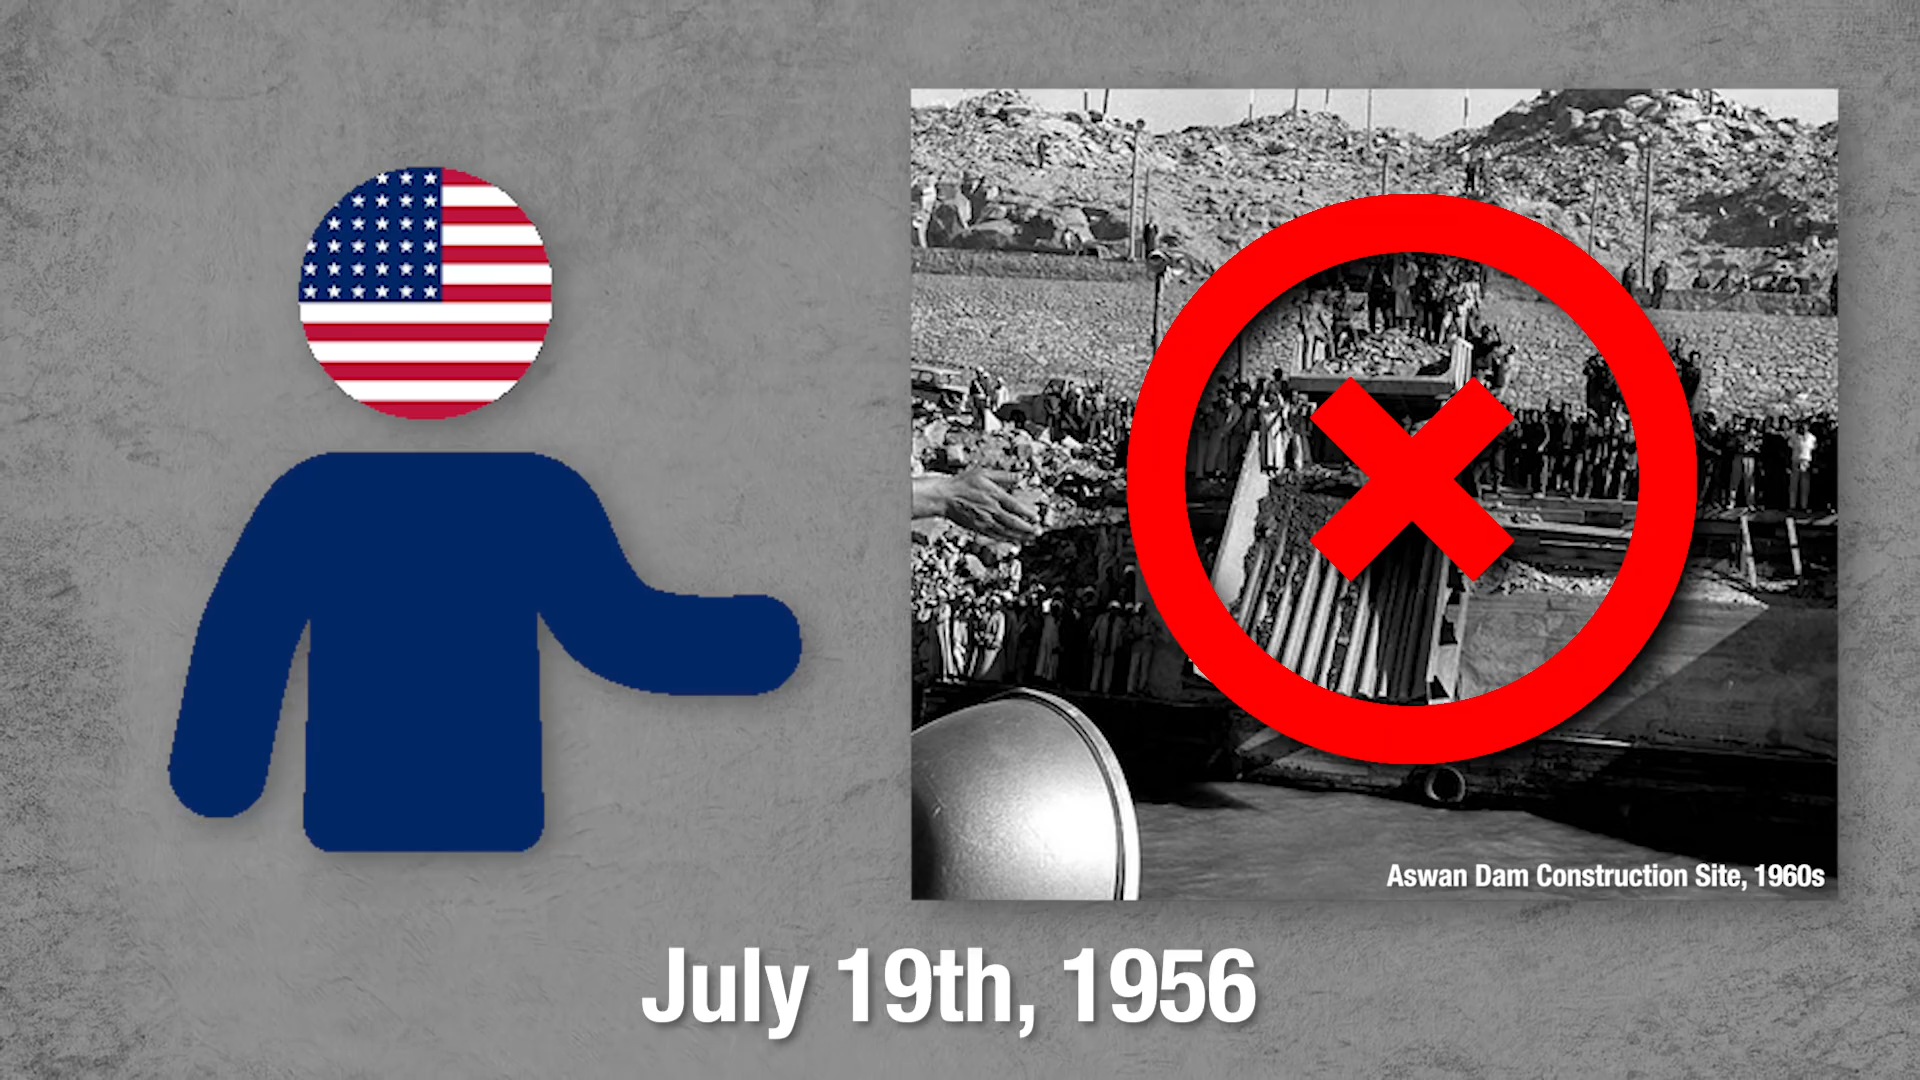 Aswan Dam Construction Site, 1960s
July 19th, 1956